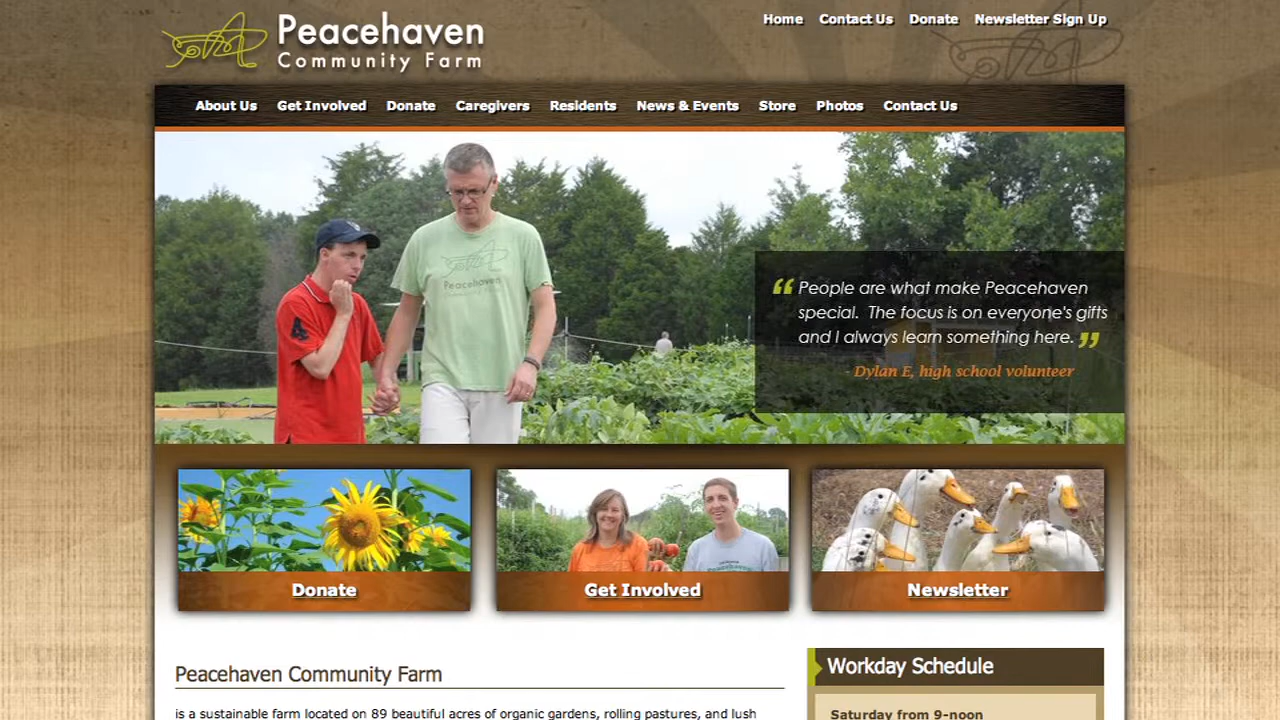 Peacehaven
Community Farm
Home Contact Us Donate Newsletter Sign Up
About Us Get Involved Donate Caregivers Residents News & Events Store Photos Contact Us
Peacehaven
“ People are what make Peacehaven
special. The focus is on everyone's gifts
and I always learn something here. ”
- Dylan E, high school volunteer
Donate
Get Involved
Newsletter
Peacehaven Community Farm
is a sustainable farm located on 89 beautiful acres of organic gardens, rolling pastures, and lush
Workday Schedule
Saturday from 9-noon